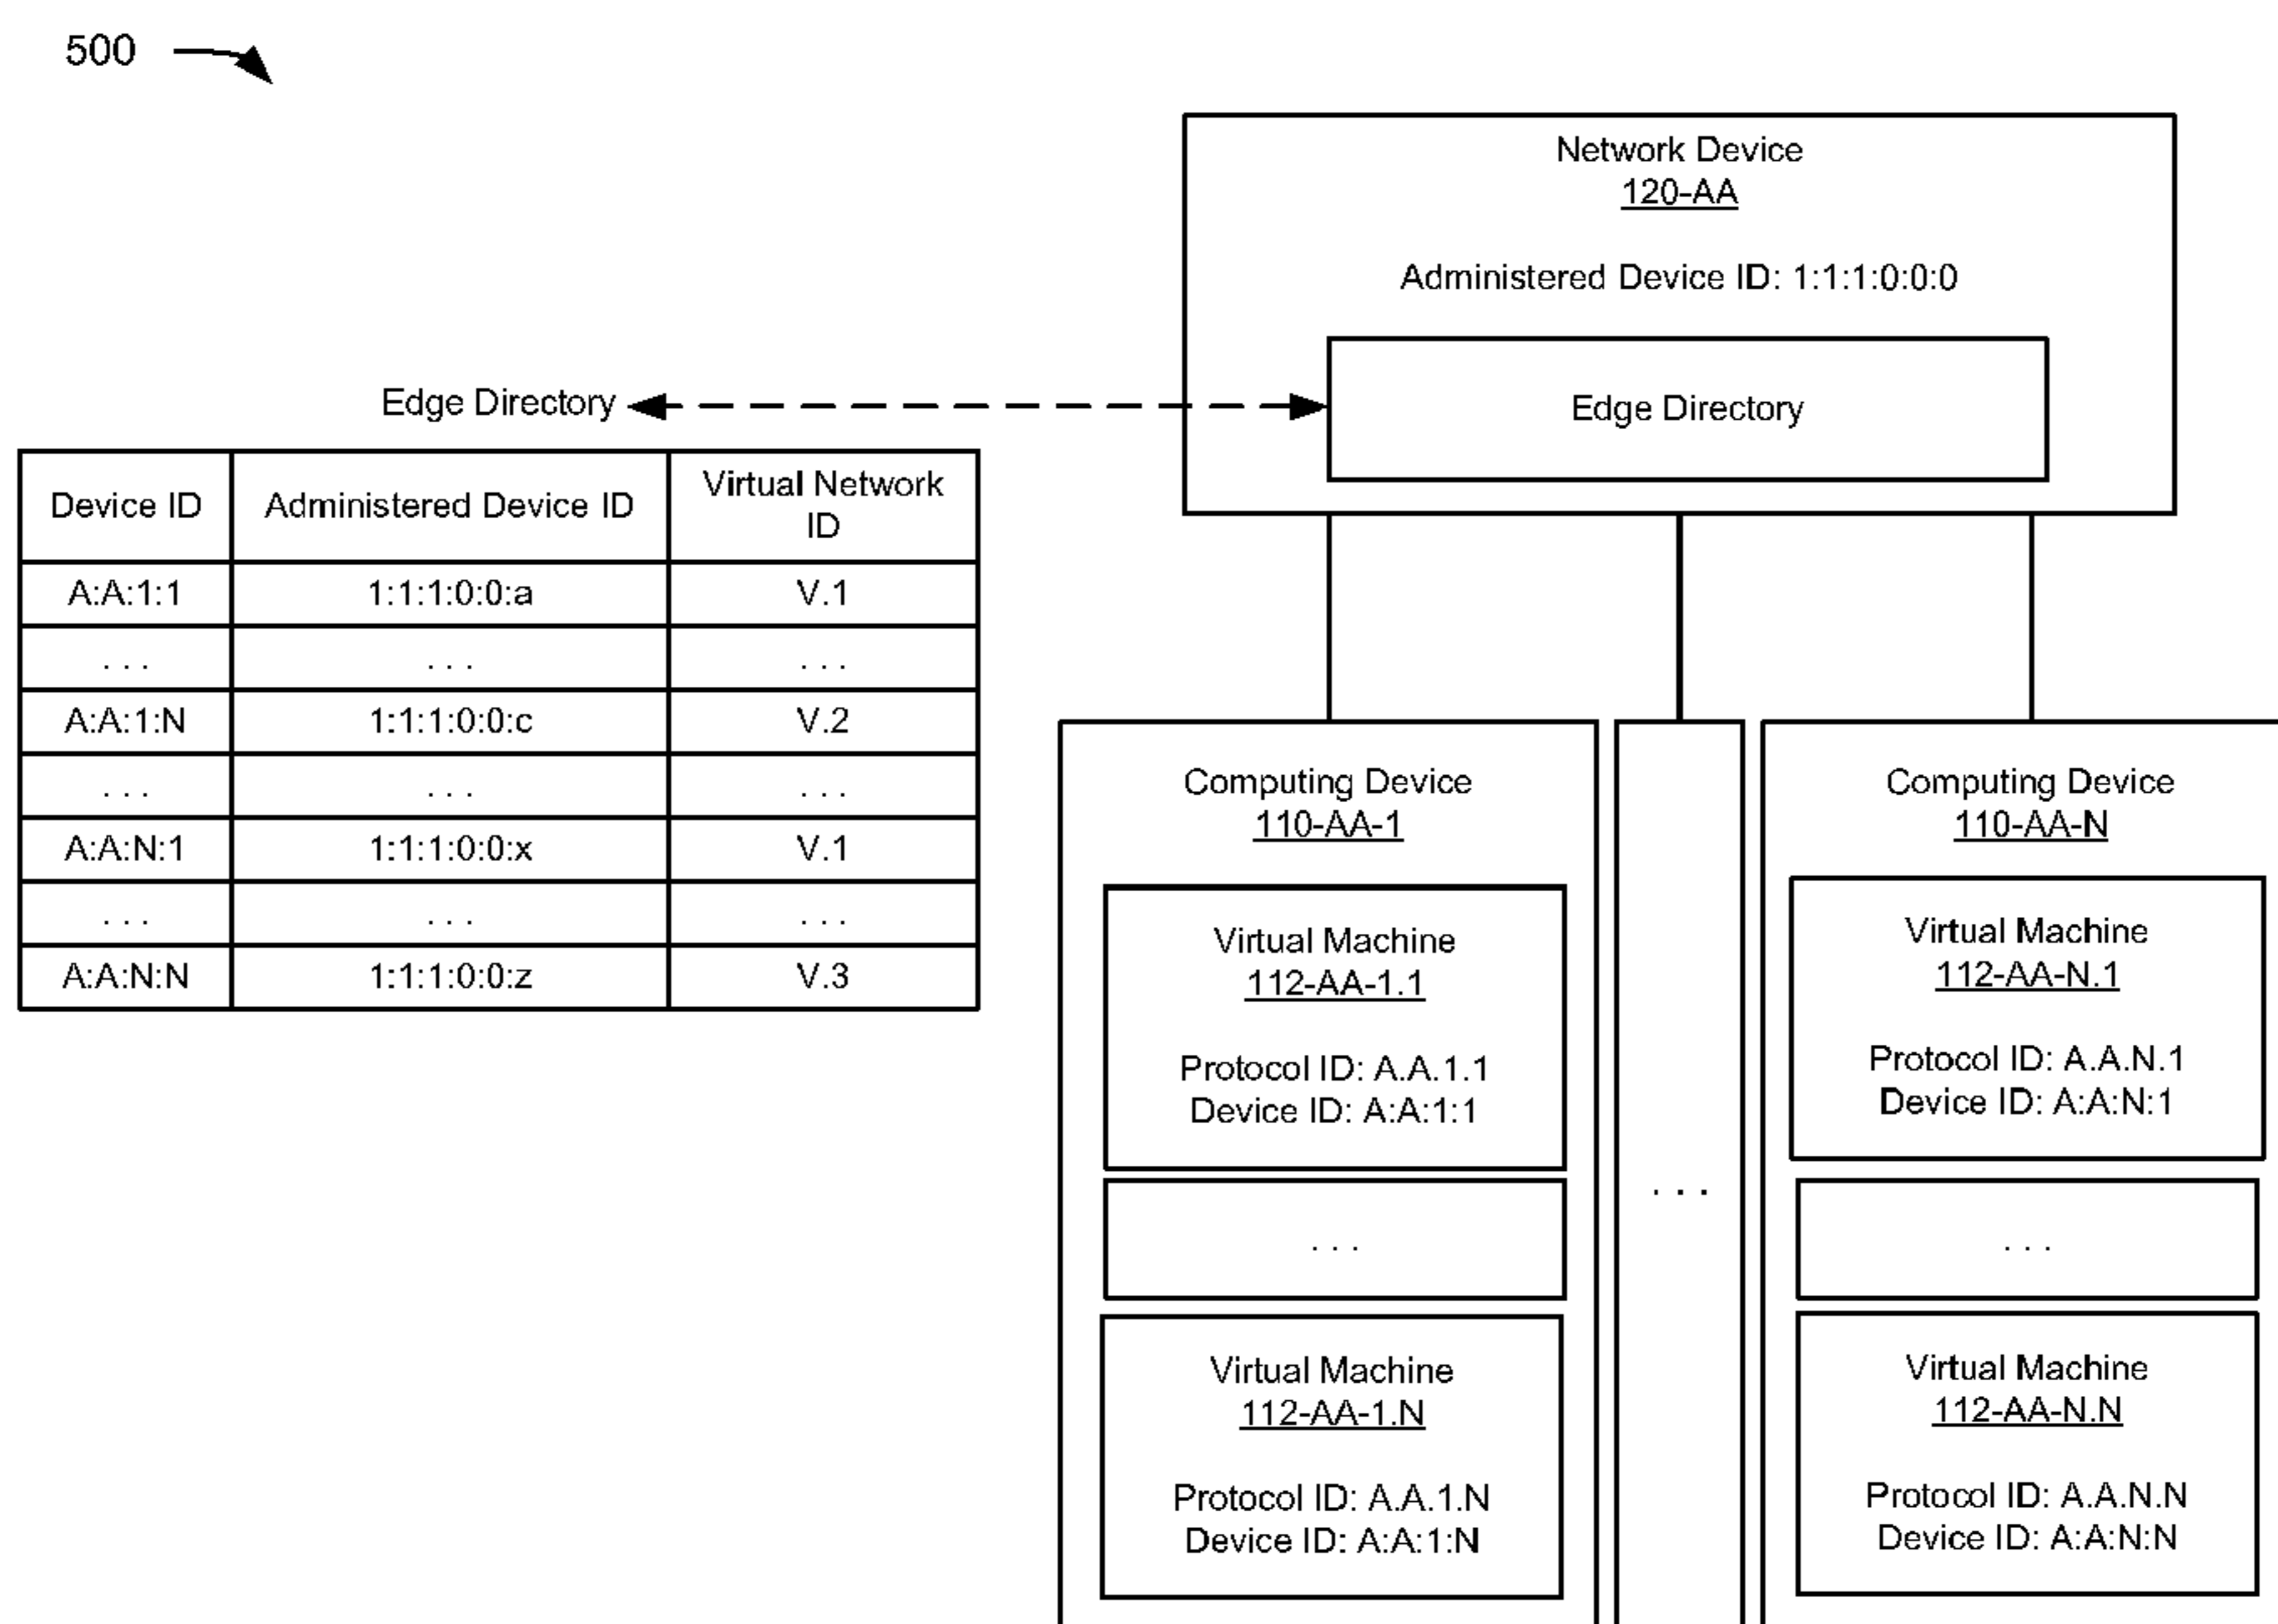 500
Network Device
120-AA
Administered Device ID: 1:1:1:0:0:0
Edge Directory
Edge Directory
Device ID
Administered Device ID
Virtual Network
ID
A:A:1:1 1:1:1:0:0:a V.1
. . . . . . . . .
A:A:1:N 1:1:1:0:0:c V.2
. . . . . . . . .
A:A:N:1 1:1:1:0:0:x V.1
. . . . . . . . .
A:A:N:N 1:1:1:0:0:z V.3
Computing Device
110-AA-1
Virtual Machine
112-AA-1.1
Protocol ID: A.A.1.1
Device ID: A:A:1:1
. . .
Virtual Machine
112-AA-1.N
Protocol ID: A.A.1.N
Device ID: A:A:1:N
. . .
Computing Device
110-AA-N
Virtual Machine
112-AA-N.1
Protocol ID: A.A.N.1
Device ID: A:A:N:1
. . .
Virtual Machine
112-AA-N.N
Protocol ID: A.A.N.N
Device ID: A:A:N:N